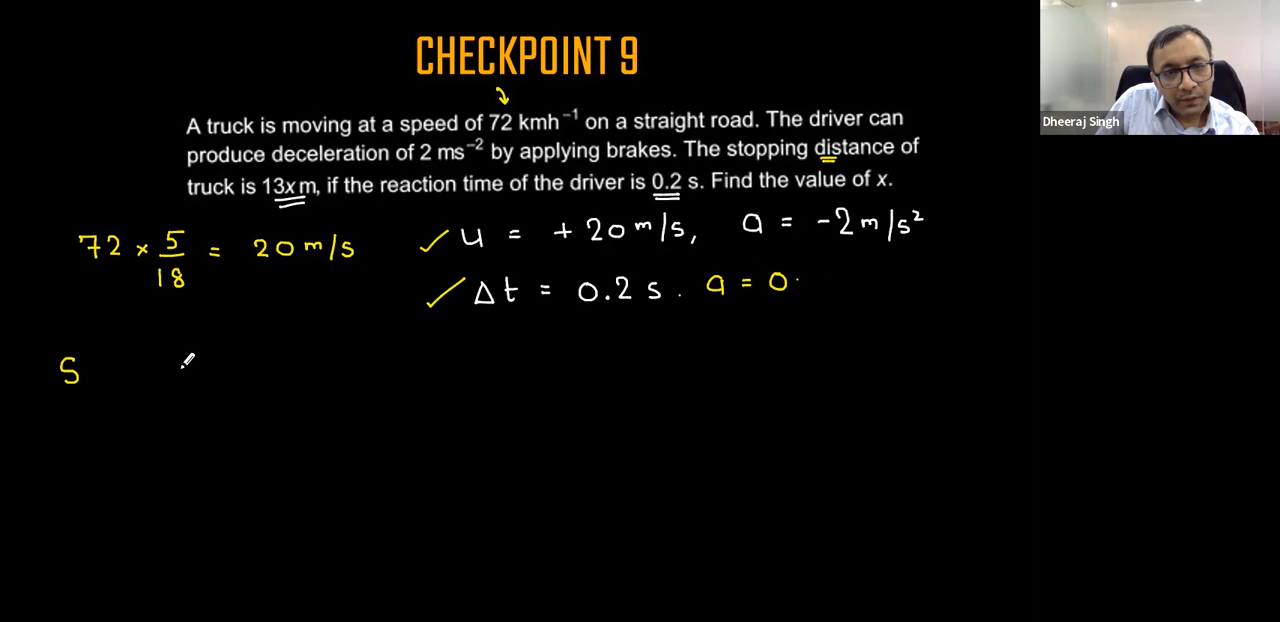 CHECKPOINT 9
Dheeraj Singh
A truck is moving at a speed of 72 kmh⁻¹ on a straight road. The driver can
produce deceleration of 2 ms⁻² by applying brakes. The stopping distance of
truck is 13x m, if the reaction time of the driver is 0.2 s. Find the value of x.
72 × 5/18 = 20 m/s
✓ u = + 20 m/s, a = -2 m/s²
✓ Δt = 0.2 s. a = 0.
S